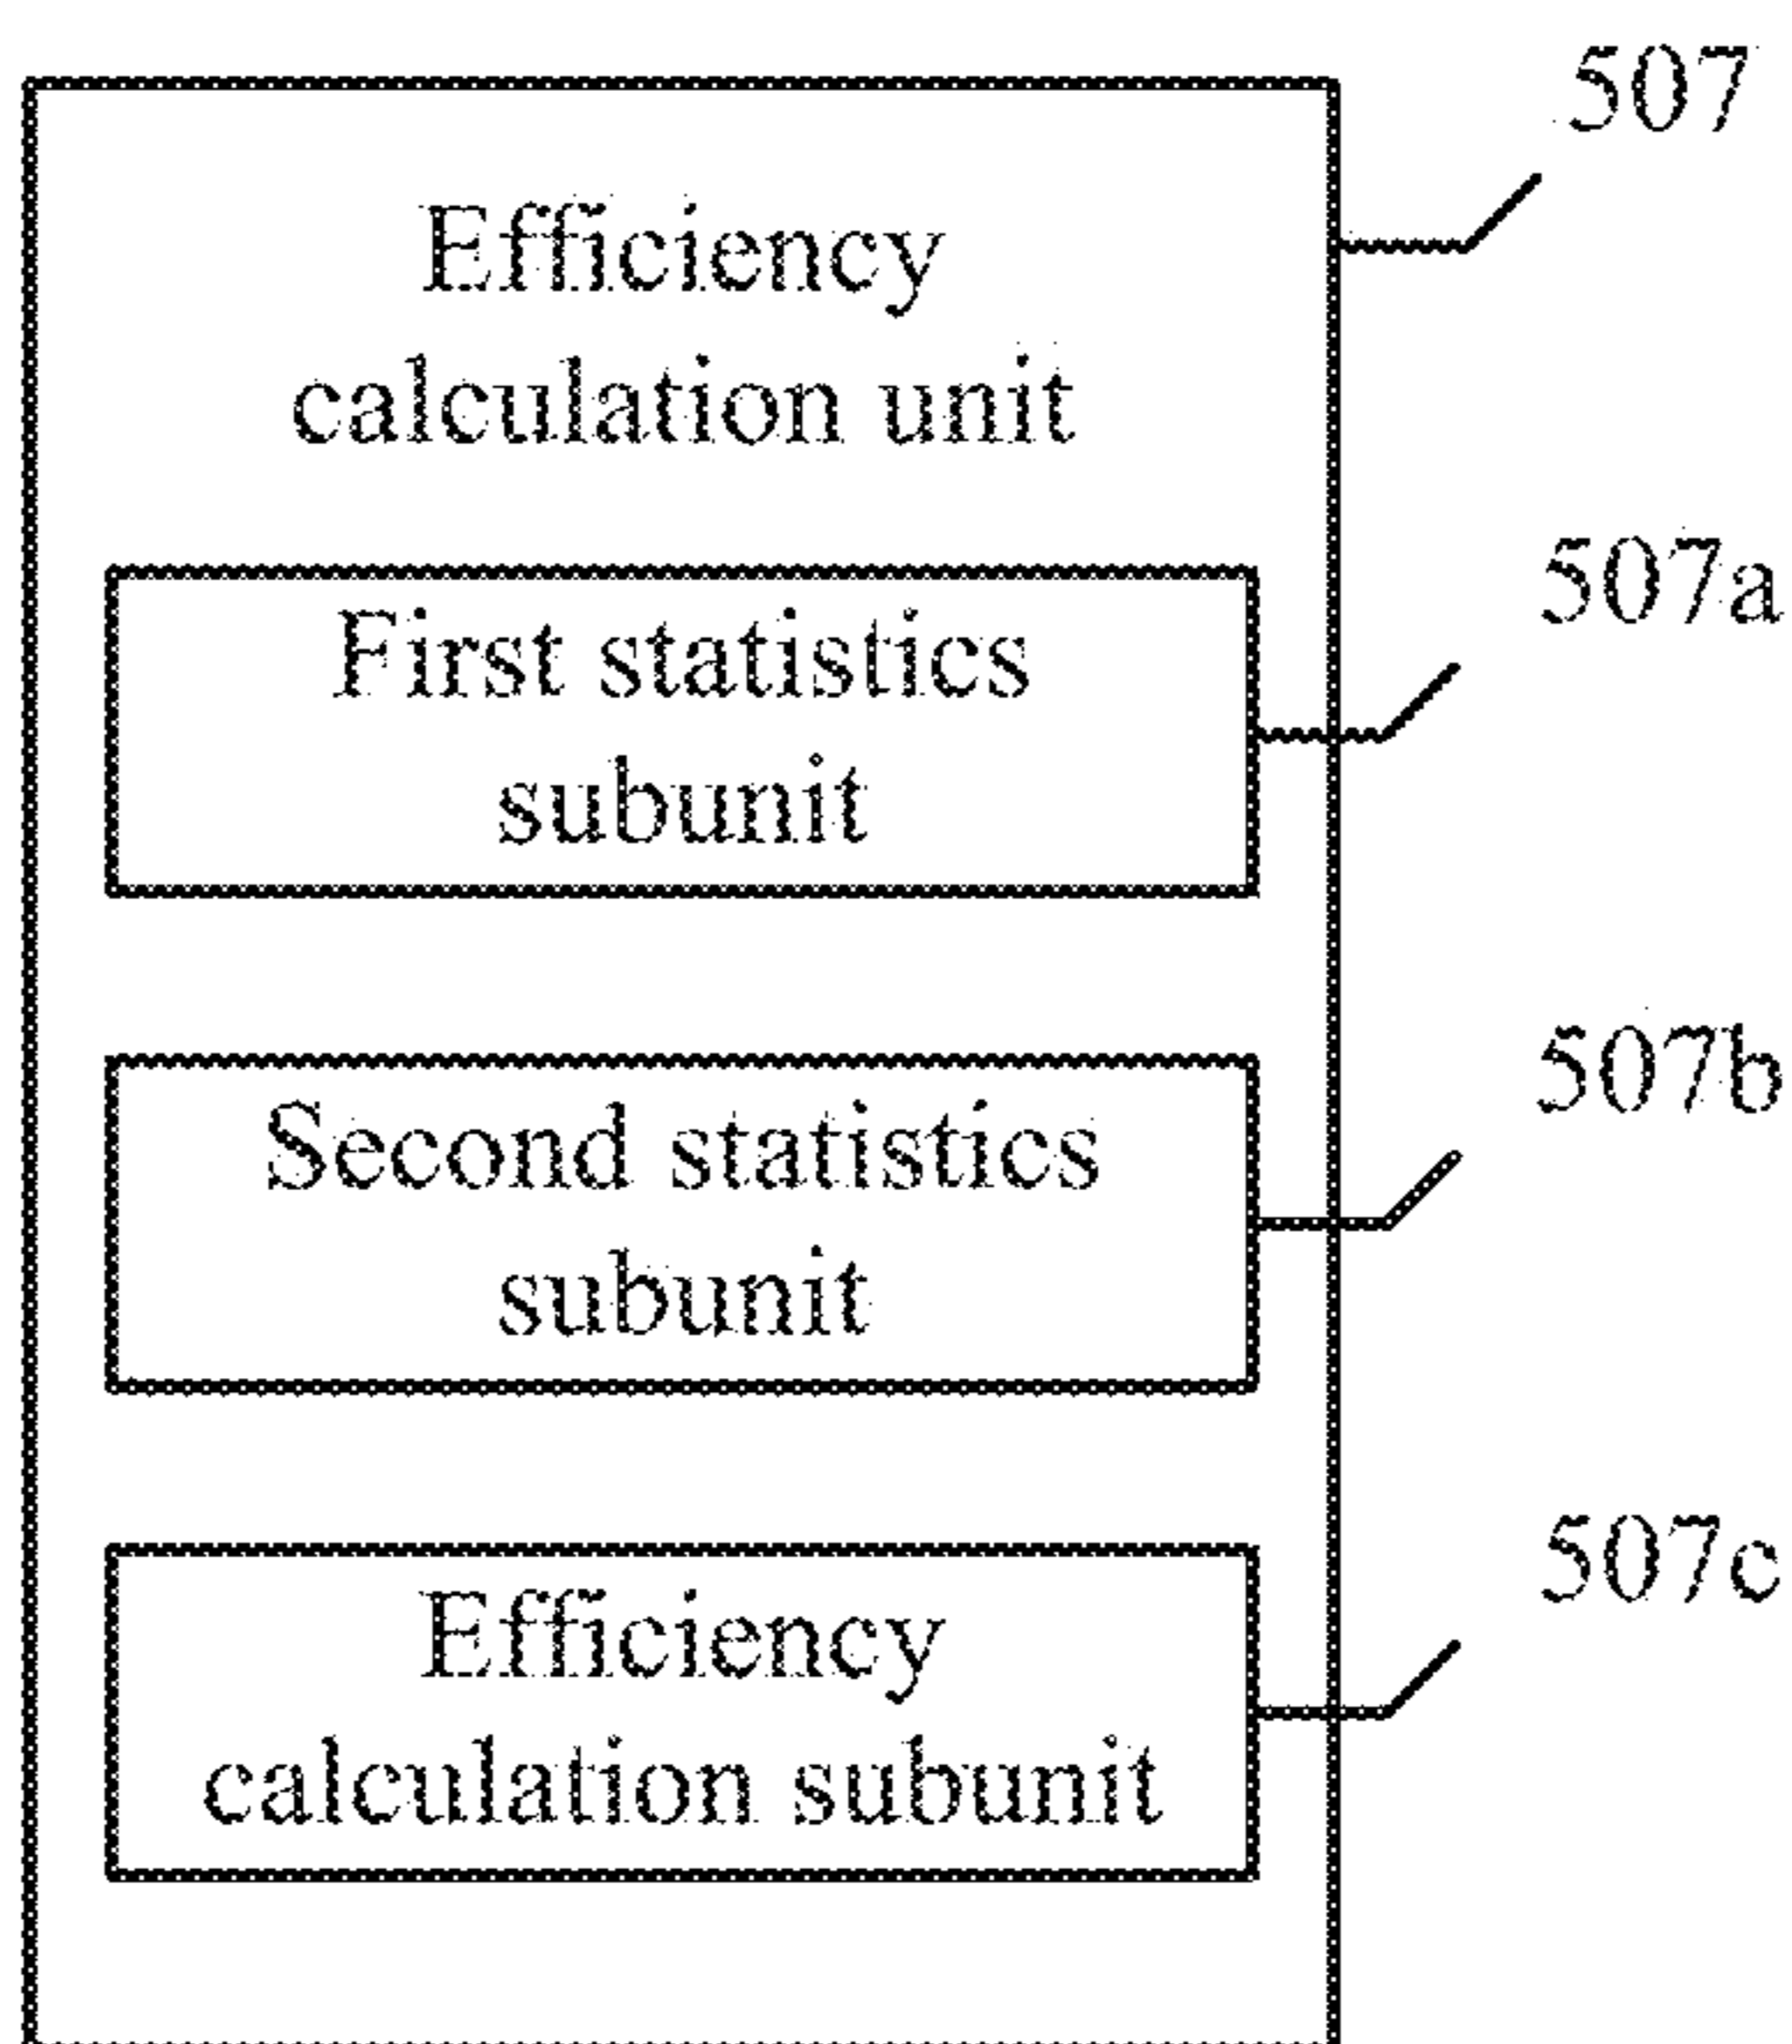 507
Efficiency
calculation unit
507a
First statistics
subunit
507b
Second statistics
subunit
507c
Efficiency
calculation subunit